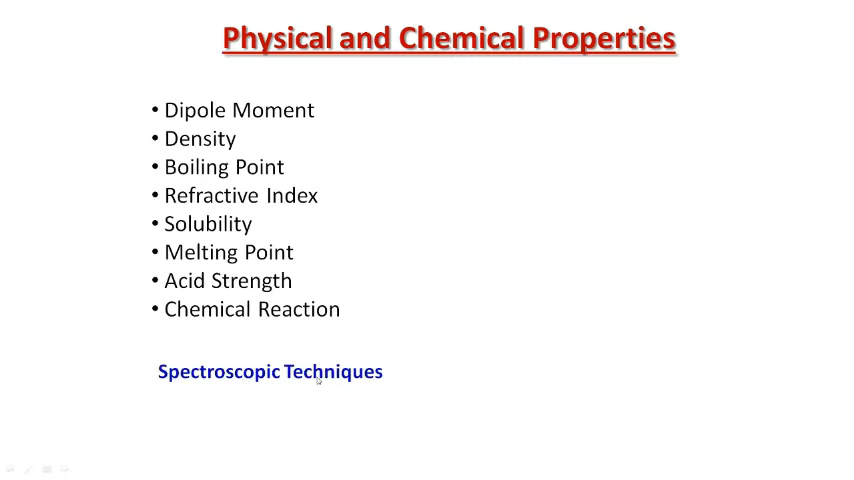 Physical and Chemical Properties
• Dipole Moment
• Density
• Boiling Point
• Refractive Index
• Solubility
• Melting Point
• Acid Strength
• Chemical Reaction
Spectroscopic Techniques